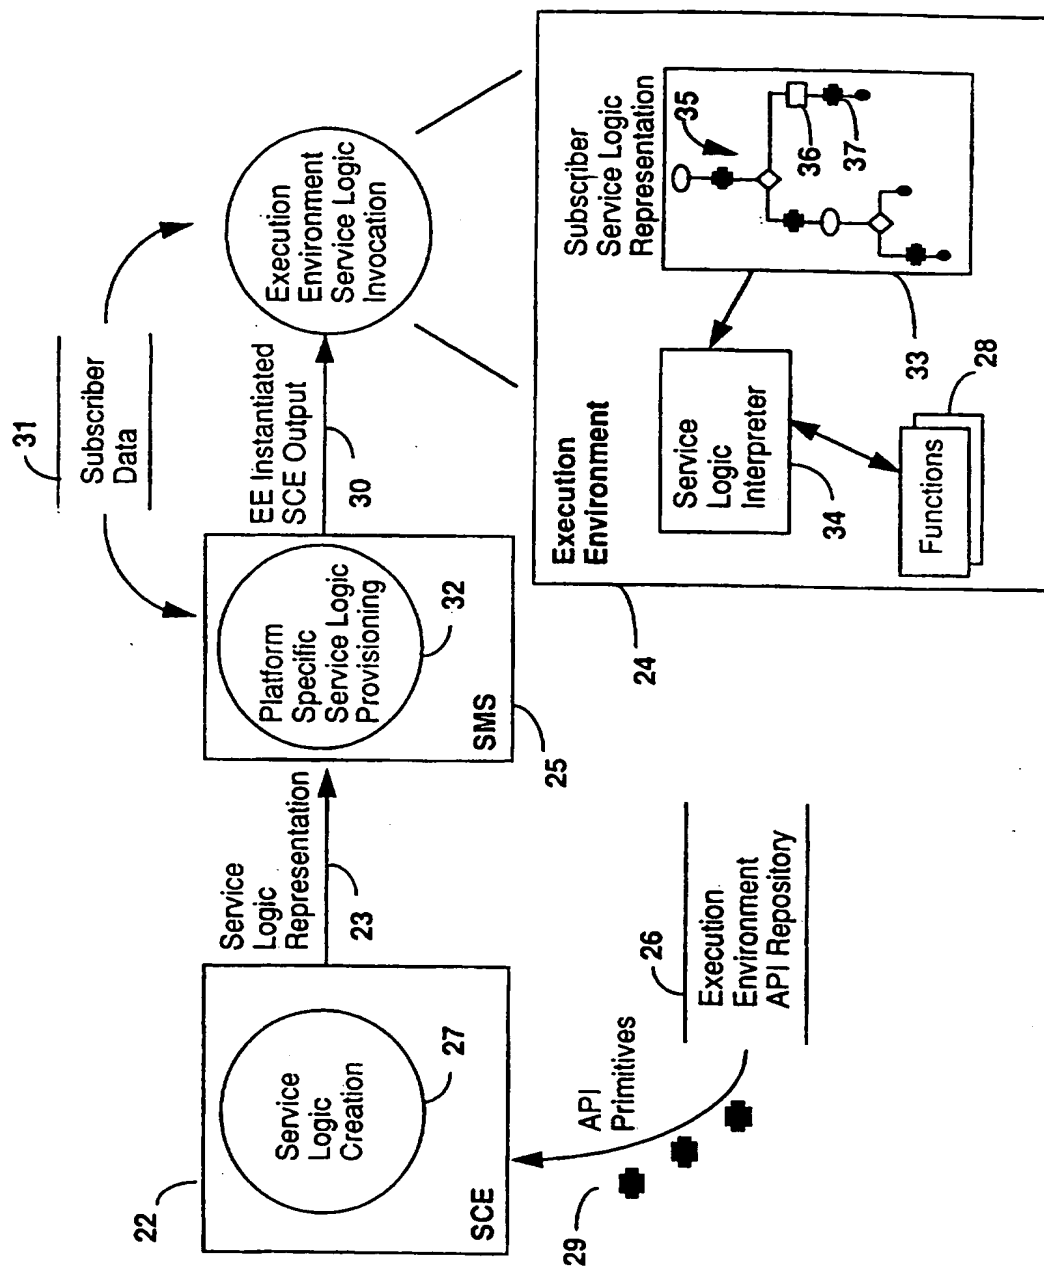 31
Subscriber
Data
22
Service
Logic
Creation
27
SCE
Service
Logic
Representation
23
Platform
Specific
Service Logic
Provisioning
32
SMS
25
EE Instantiated
SCE Output
30
Execution
Environment
Service Logic
Invocation
29
API
Primitives
26
Execution
Environment
API Repository
24
Execution
Environment
Service
Logic
Interpreter
34
Functions
28
Subscriber
Service Logic
Representation
35
36
37
33